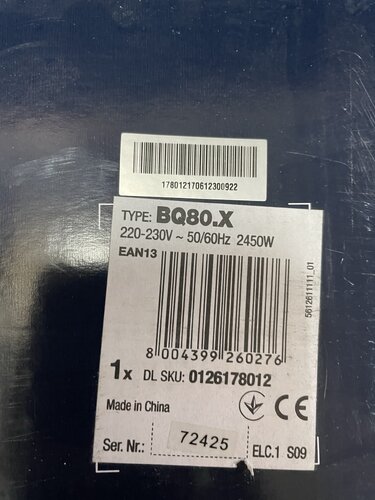 178012170612300922
TYPE: BQ80.X
220-230V ~ 50/60Hz 2450W
EAN13
5612611111_01
8 004399 260276
1x DL SKU: 0126178012
Made in China
CE
Ser. Nr.: 72425 ELC.1 S09